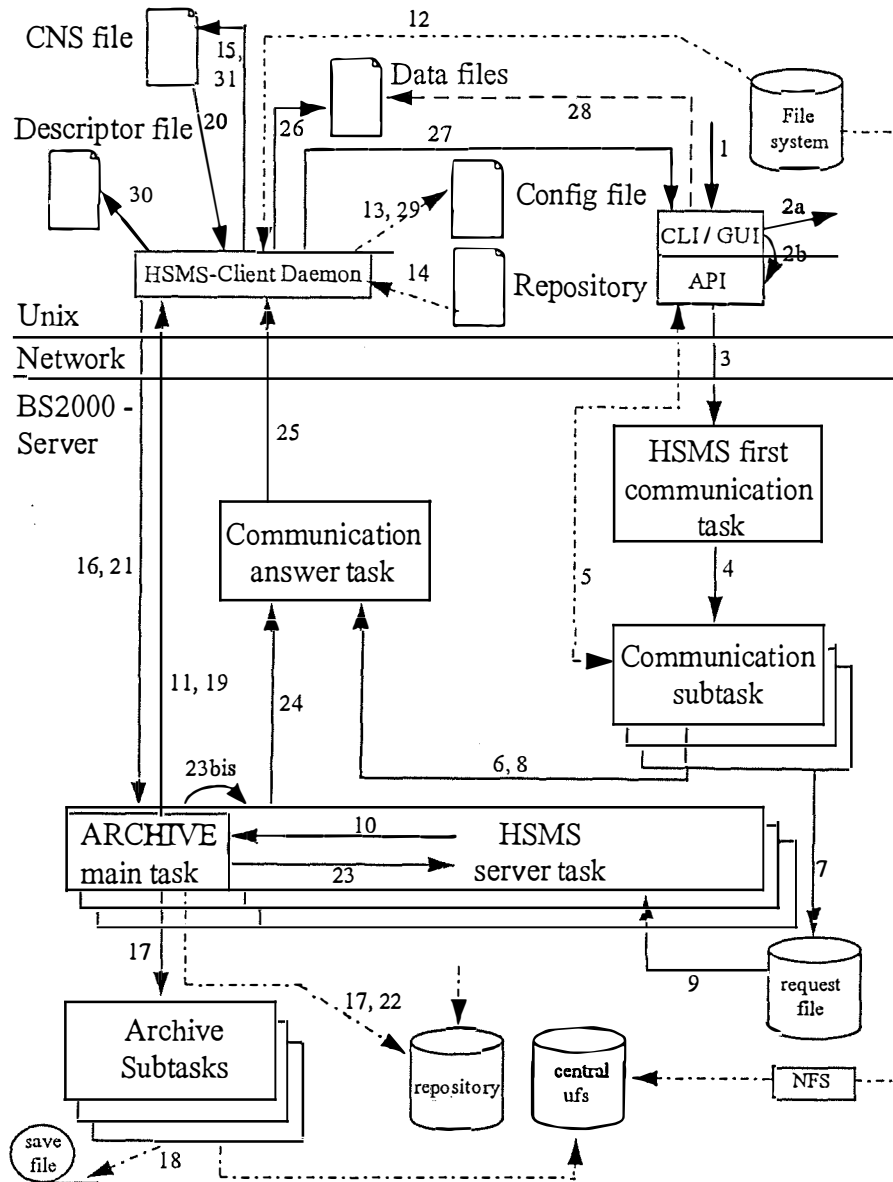 12
CNS file
15,
31
Data files
File
system
20
26
28
Descriptor file
27
1
30
13, 29
Config file
2a
CLI / GUI
2b
HSMS-Client Daemon
14
Repository
API
Unix
Network
3
BS2000 -
Server
25
HSMS first
communication
task
Communication
answer task
16, 21
5
4
Communication
subtask
11, 19
24
6, 8
23bis
ARCHIVE
main task
10
HSMS
server task
23
7
17
9
request
file
17, 22
Archive
Subtasks
repository
central
ufs
NFS
save
file
18